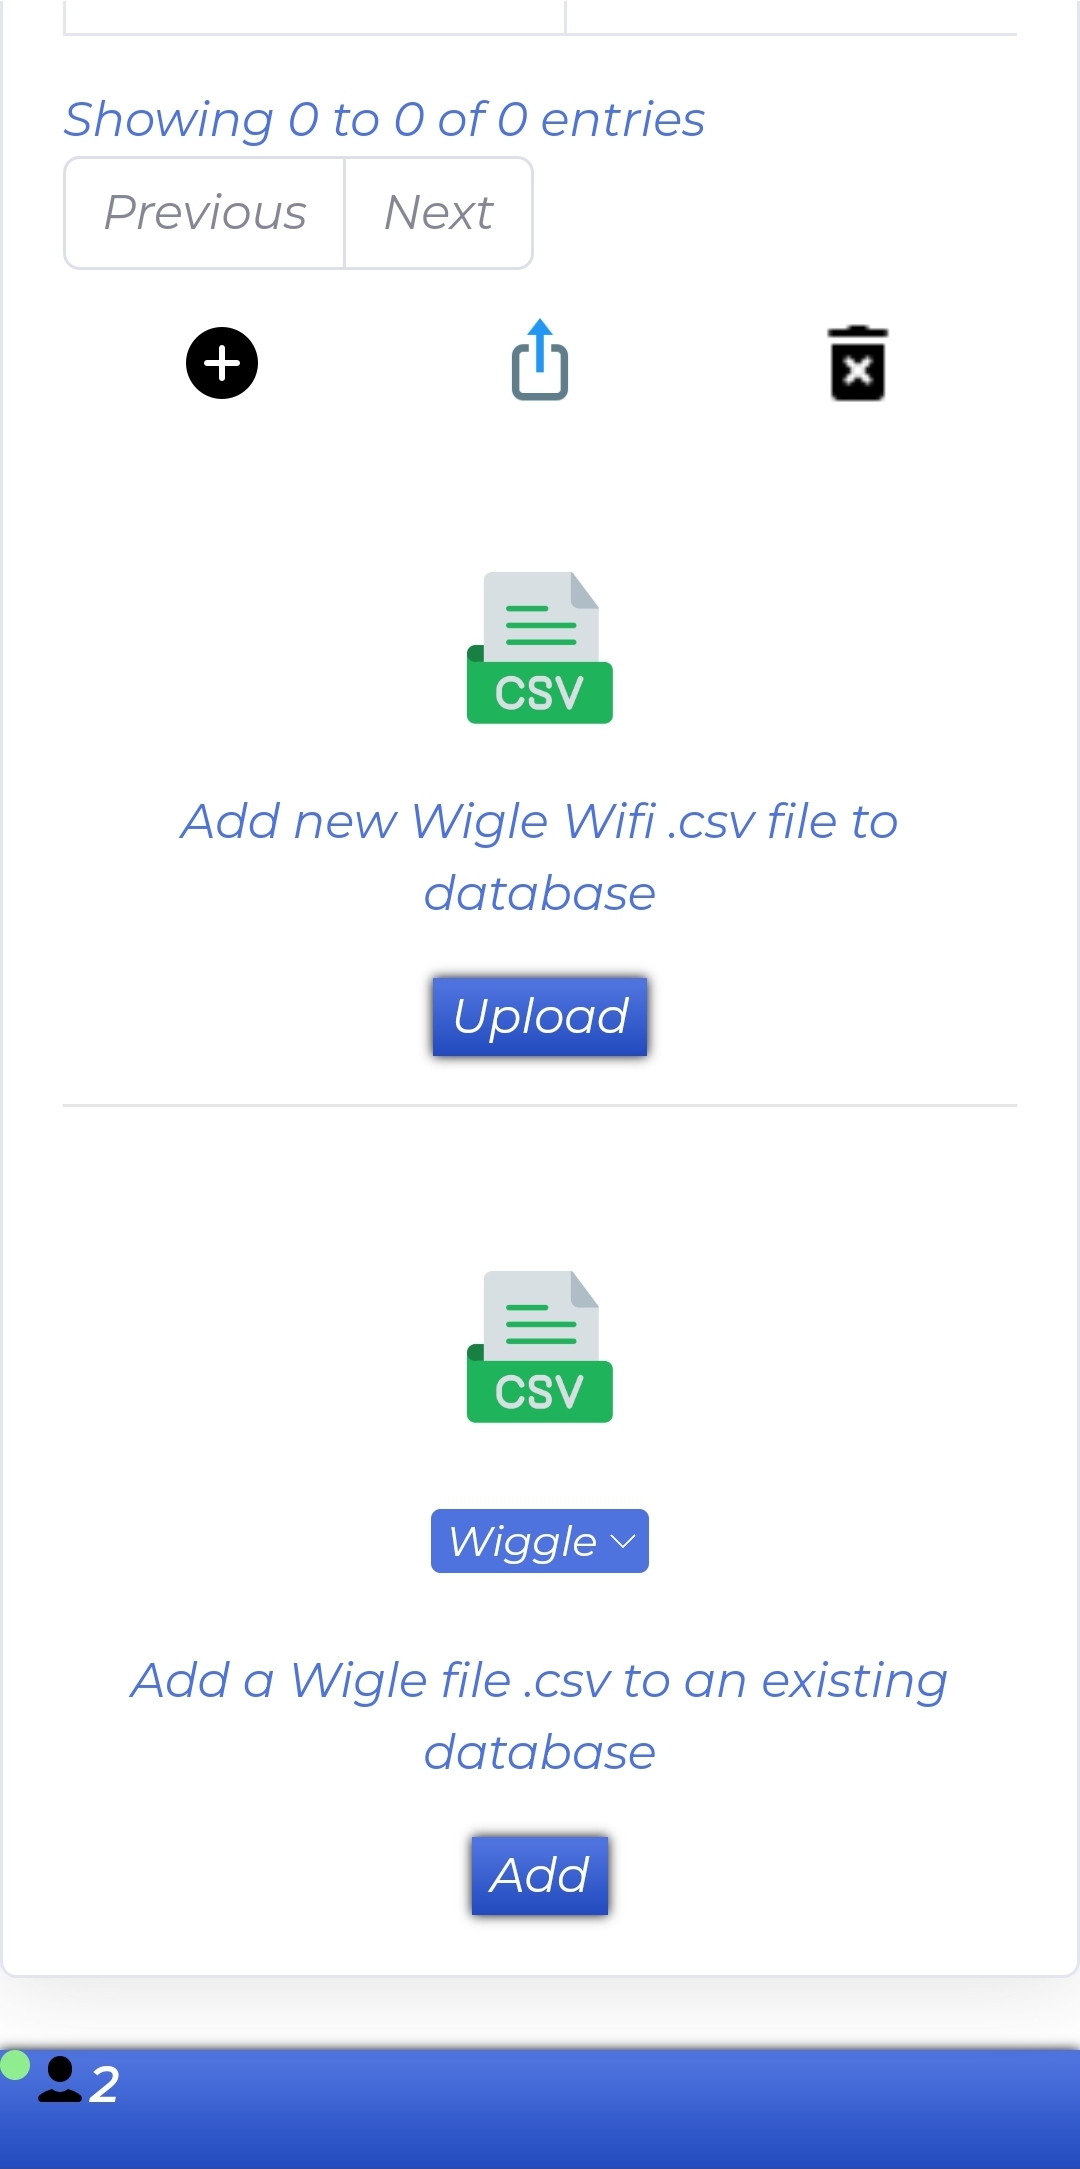 Showing 0 to 0 of 0 entries
Previous Next
CSV
Add new Wigle Wifi .csv file to
database
Upload
CSV
Wiggle
Add a Wigle file .csv to an existing
database
Add
2